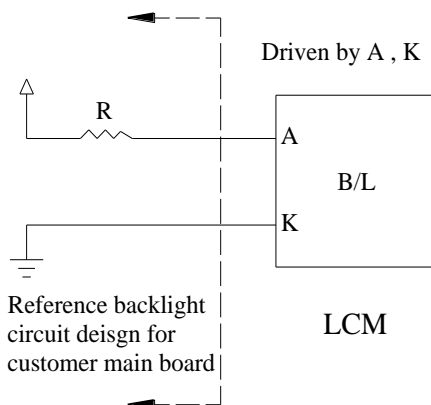 Driven by A , K
R
A
B/L
K
Reference backlight
circuit deisgn for
customer main board
LCM